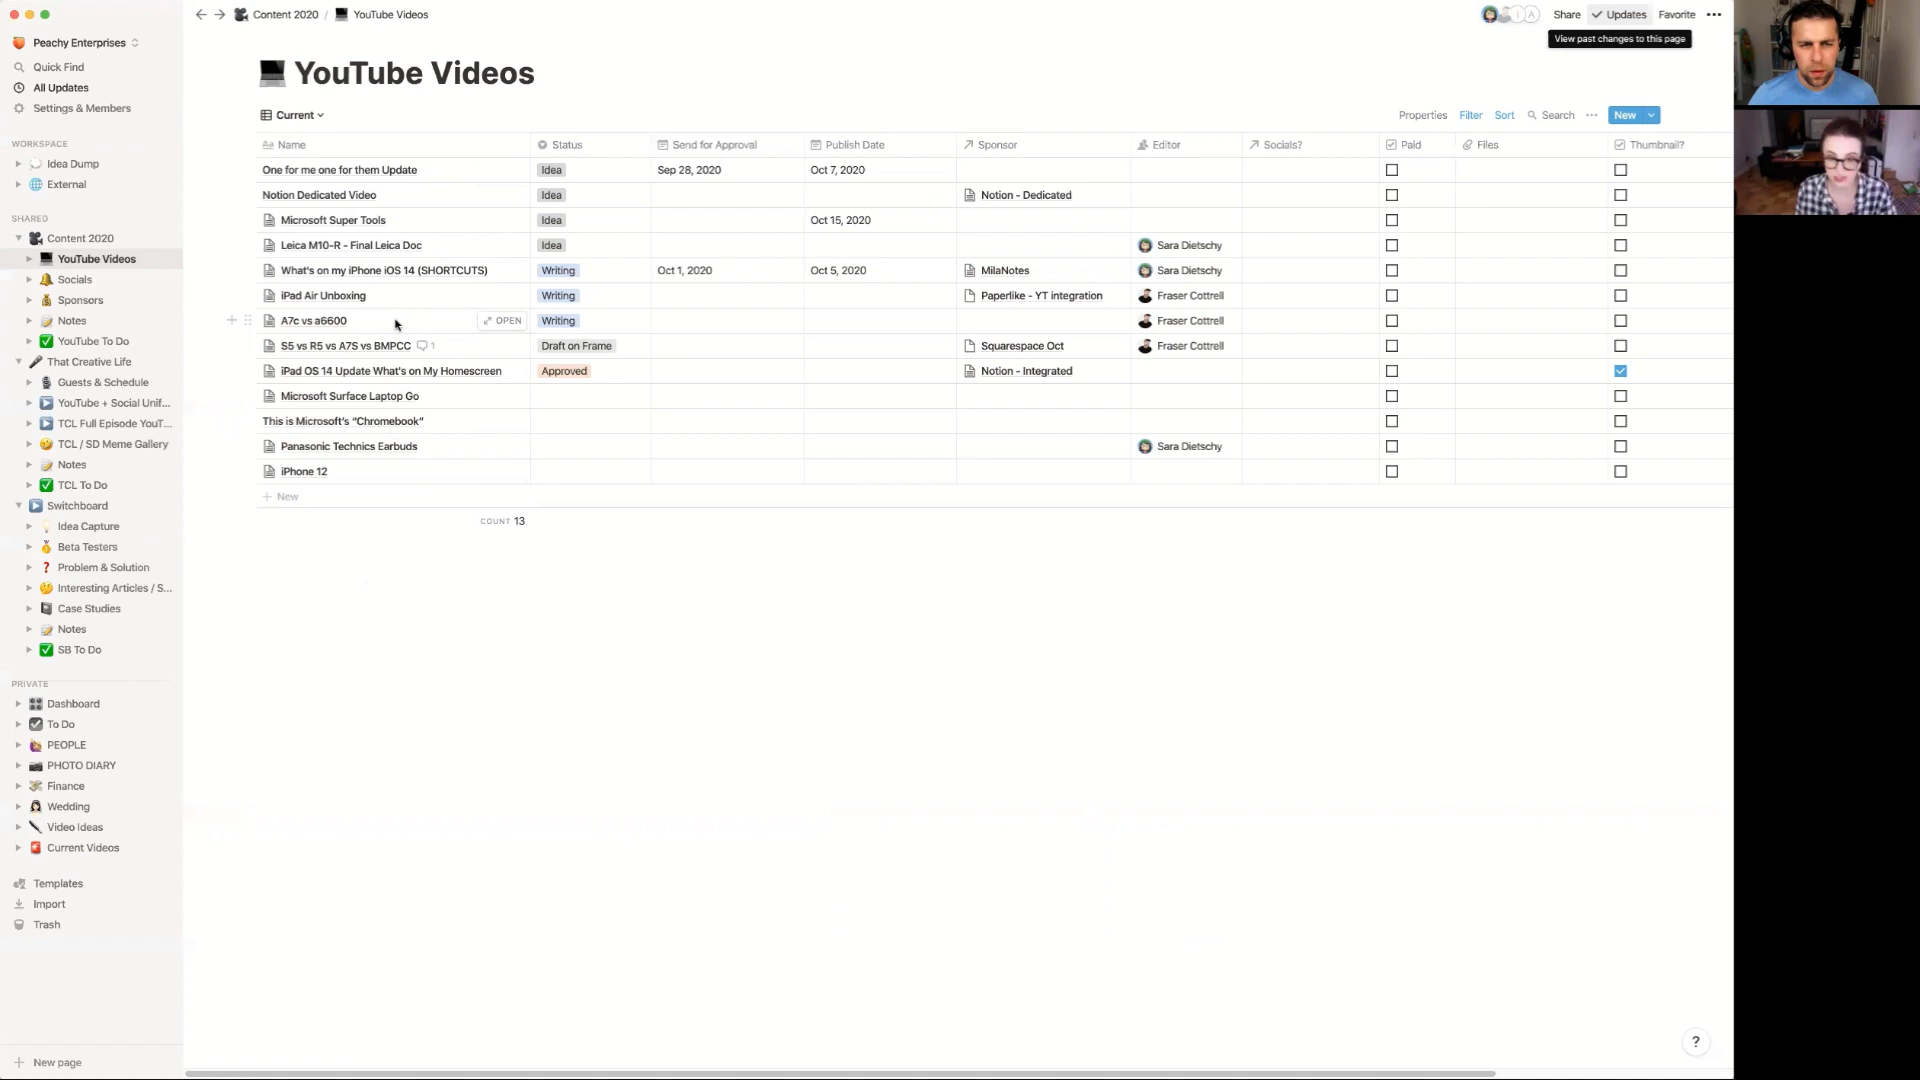 Peachy Enterprises
Quick Find
All Updates
Settings & Members
WORKSPACE
Idea Dump
External
SHARED
Content 2020
YouTube Videos
Socials
Sponsors
Notes
YouTube To Do
That Creative Life
Guests & Schedule
YouTube + Social Unif...
TCL Full Episode YouT...
TCL / SD Meme Gallery
Notes
TCL To Do
Switchboard
Idea Capture
Beta Testers
Problem & Solution
Interesting Articles / S...
Case Studies
Notes
SB To Do
PRIVATE
Dashboard
To Do
PEOPLE
PHOTO DIARY
Finance
Wedding
Video Ideas
Current Videos
Templates
Import
Trash
New page
Content 2020 / YouTube Videos
I A Share Updates Favorite
View past changes to this page
YouTube Videos
Current Properties Filter Sort Search New
Aa Name Status Send for Approval Publish Date Sponsor Editor Socials? Paid Files Thumbnail?
One for me one for them Update Idea Sep 28, 2020 Oct 7, 2020
Notion Dedicated Video Idea Notion - Dedicated
Microsoft Super Tools Idea Oct 15, 2020
Leica M10-R - Final Leica Doc Idea Sara Dietschy
What's on my iPhone iOS 14 (SHORTCUTS) Writing Oct 1, 2020 Oct 5, 2020 MilaNotes Sara Dietschy
iPad Air Unboxing Writing Paperlike - YT integration Fraser Cottrell
A7c vs a6600 OPEN Writing Fraser Cottrell
S5 vs R5 vs A7S vs BMPCC 1 Draft on Frame Squarespace Oct Fraser Cottrell
iPad OS 14 Update What's on My Homescreen Approved Notion - Integrated
Microsoft Surface Laptop Go
This is Microsoft's “Chromebook”
Panasonic Technics Earbuds Sara Dietschy
iPhone 12
+ New
COUNT 13
?